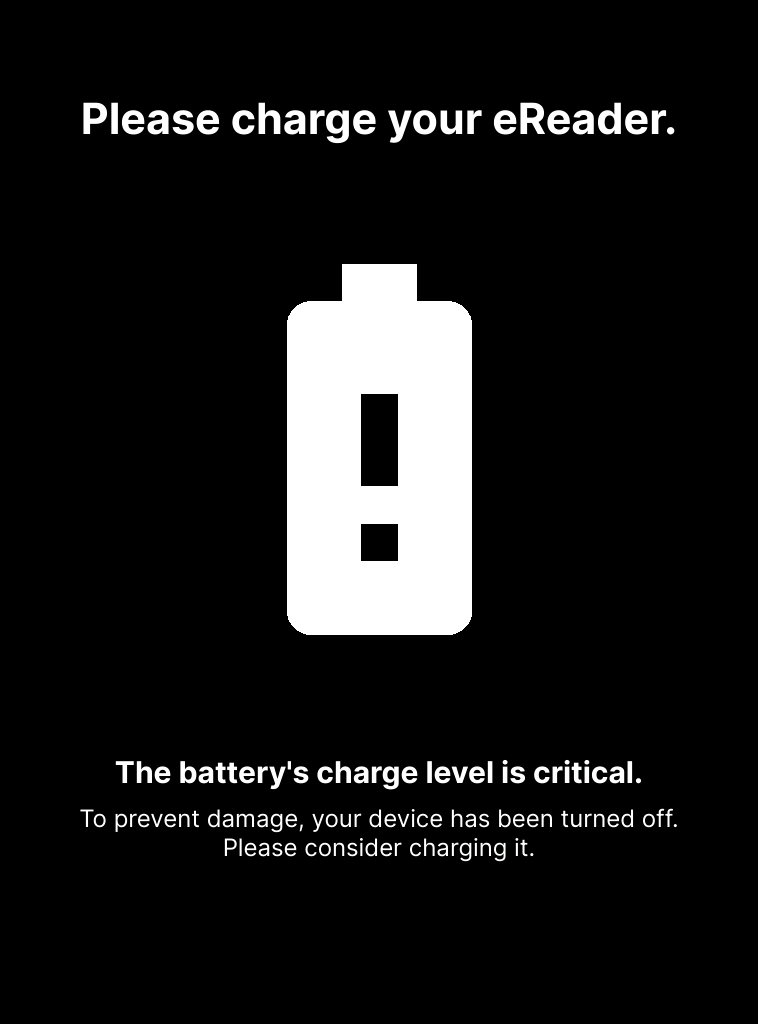 Please charge your eReader.
The battery's charge level is critical.
To prevent damage, your device has been turned off.
Please consider charging it.